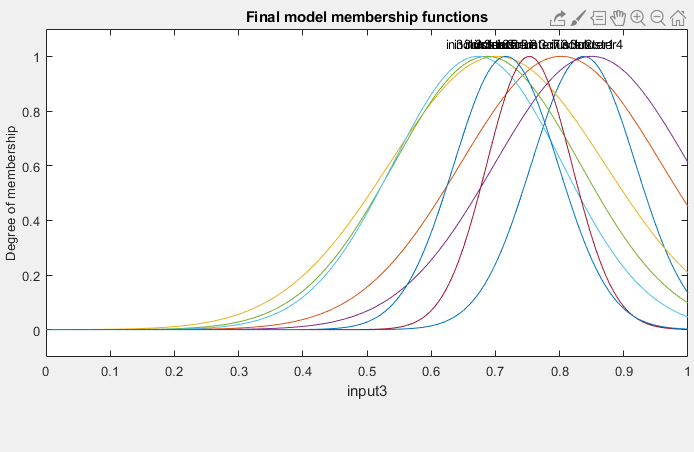 Final model membership functions
1
0.8
0.6
0.4
0.2
0
Degree of membership
0 0.1 0.2 0.3 0.4 0.5 0.6 0.7 0.8 0.9 1
input3